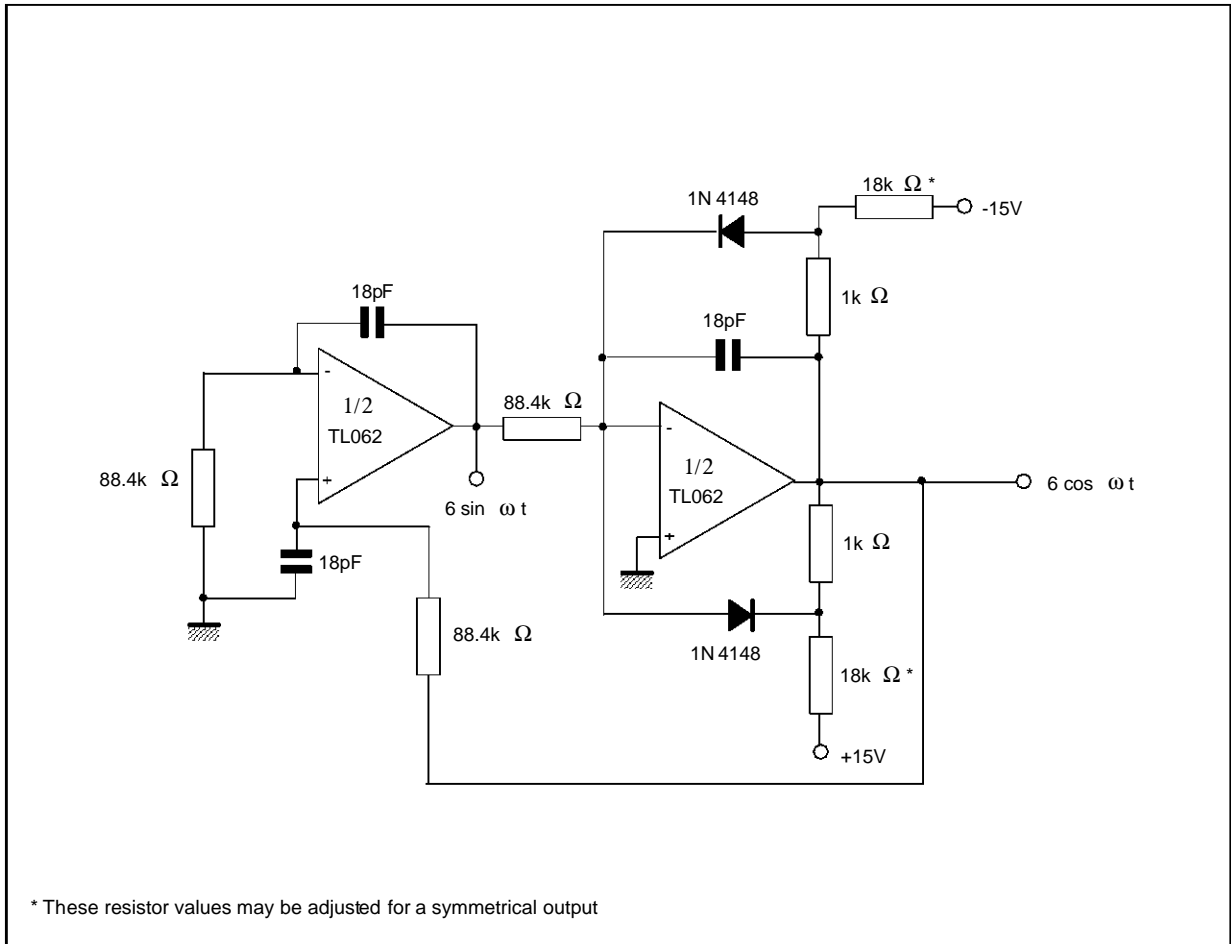 18k Ω *
1N 4148
-15V
1k Ω
18pF
18pF
-
88.4k Ω
-
1/2
TL062
1/2
TL062
88.4k Ω
+
6 sin ω t
6 cos ω t
+
1k Ω
18pF
88.4k Ω
1N 4148
18k Ω *
+15V
* These resistor values may be adjusted for a symmetrical output